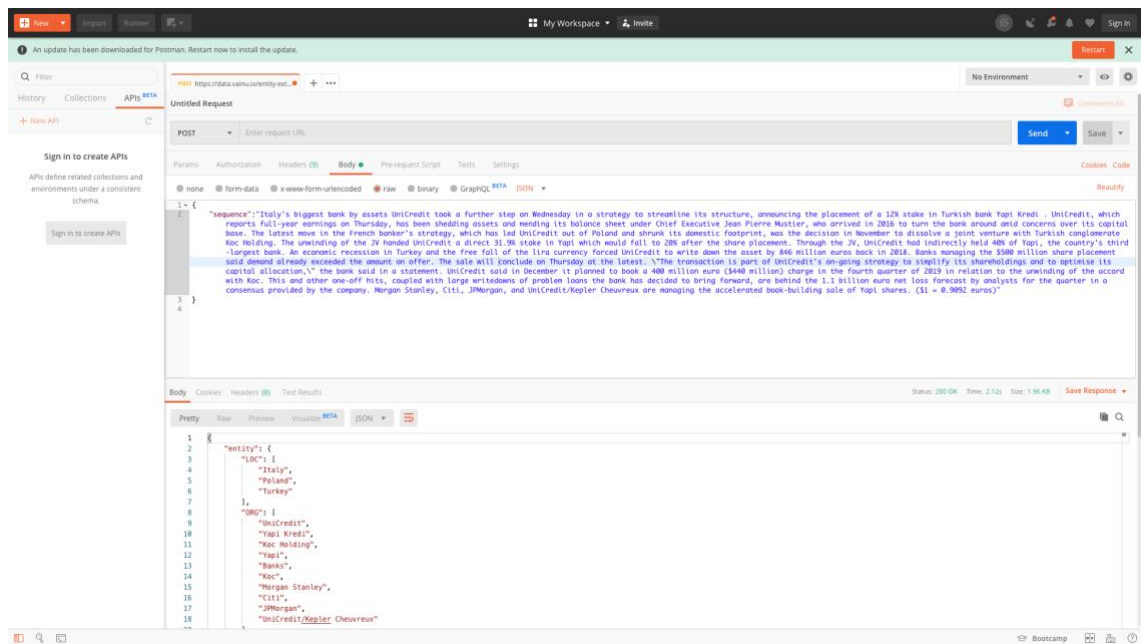 New
Import
Runner
My Workspace
Invite
Sign In
An update has been downloaded for Postman. Restart now to install the update.
Restart
Filter
History Collections APIs BETA
+ New API
Sign in to create APIs
APIs define related collections and
environments under a consistent
schema.
Sign in to create APIs
POST https://data.vainu.io/entity-ext...
No Environment
Untitled Request
Comments (0)
POST
Enter request URL
Send
Save
Params Authorization Headers (9) Body Pre-request Script Tests Settings
Cookies Code
none form-data x-www-form-urlencoded raw binary GraphQL BETA JSON
Beautify
1 {
2 "sequence":"Italy's biggest bank by assets UniCredit took a further step on Wednesday in a strategy to streamline its structure, announcing the placement of a 12% stake in Turkish bank Yapi Kredi . UniCredit, which
reports full-year earnings on Thursday, has been shedding assets and mending its balance sheet under Chief Executive Jean Pierre Mustier, who arrived in 2016 to turn the bank around amid concerns over its capital
base. The latest move in the French banker's strategy, which has led UniCredit out of Poland and shrunk its domestic footprint, was the decision in November to dissolve a joint venture with Turkish conglomerate
Koc Holding. The unwinding of the JV handed UniCredit a direct 31.9% stake in Yapi which would fall to 20% after the share placement. Through the JV, UniCredit had indirectly held 40% of Yapi, the country's third
-largest bank. An economic recession in Turkey and the free fall of the lira currency forced UniCredit to write down the asset by 846 million euros back in 2018. Banks managing the $500 million share placement
said demand already exceeded the amount on offer. The sale will conclude on Thursday at the latest. \"The transaction is part of UniCredit's on-going strategy to simplify its shareholdings and to optimise its
capital allocation,\" the bank said in a statement. UniCredit said in December it planned to book a 400 million euro ($440 million) charge in the fourth quarter of 2019 in relation to the unwinding of the accord
with Koc. This and other one-off hits, coupled with large writedowns of problem loans the bank has decided to bring forward, are behind the 1.1 billion euro net loss forecast by analysts for the quarter in a
consensus provided by the company. Morgan Stanley, Citi, JPMorgan, and UniCredit/Kepler Cheuvreux are managing the accelerated book-building sale of Yapi shares. ($1 = 0.9092 euros)"
3 }
4
Body Cookies Headers (8) Test Results
Status: 200 OK Time: 2.12s Size: 1.96 KB Save Response
Pretty Raw Preview Visualize BETA JSON
1 {
2 "entity": {
3 "LOC": [
4 "Italy",
5 "Poland",
6 "Turkey"
7 ],
8 "ORG": [
9 "UniCredit",
10 "Yapi Kredi",
11 "Koc Holding",
12 "Yapi",
13 "Banks",
14 "Koc",
15 "Morgan Stanley",
16 "Citi",
17 "JPMorgan",
18 "UniCredit/Kepler Cheuvreux"
Bootcamp